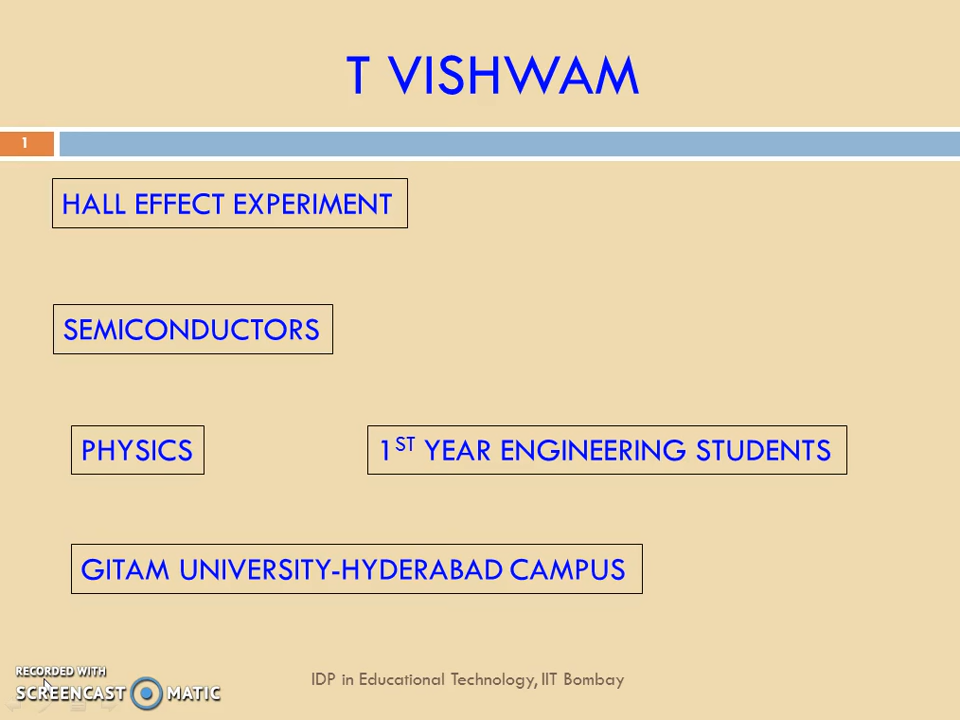 T VISHWAM
1
HALL EFFECT EXPERIMENT
SEMICONDUCTORS
PHYSICS
1ST YEAR ENGINEERING STUDENTS
GITAM UNIVERSITY-HYDERABAD CAMPUS
RECORDED WITH
SCREENCAST MATIC
IDP in Educational Technology, IIT Bombay